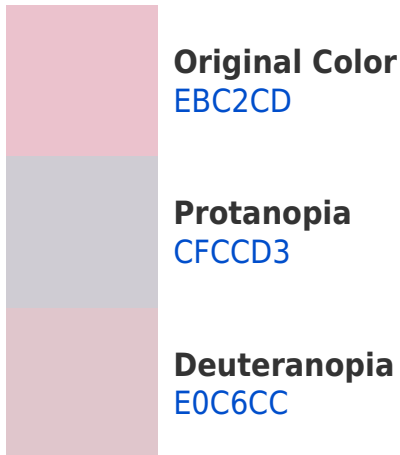 Original Color
EBC2CD
Protanopia
CFCCD3
Deuteranopia
E0C6CC